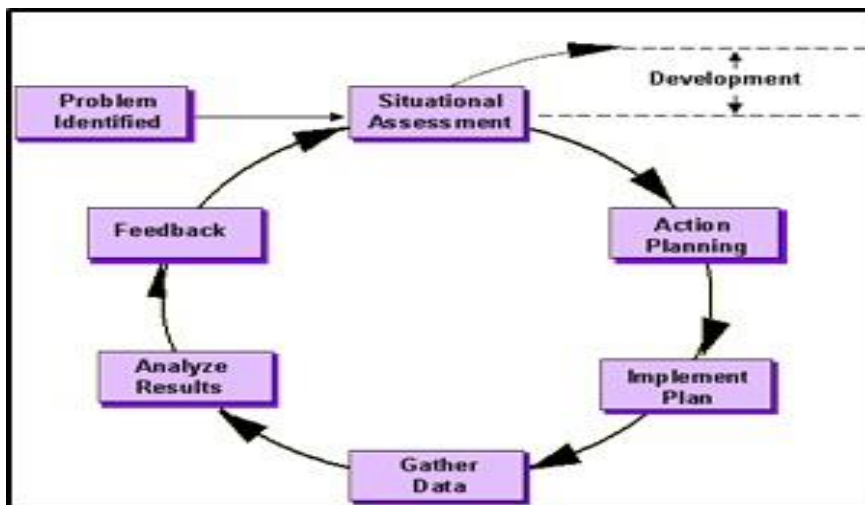 Development
Problem
Identified
Situational
Assessment
Feedback
Action
Planning
Analyze
Results
Implement
Plan
Gather
Data